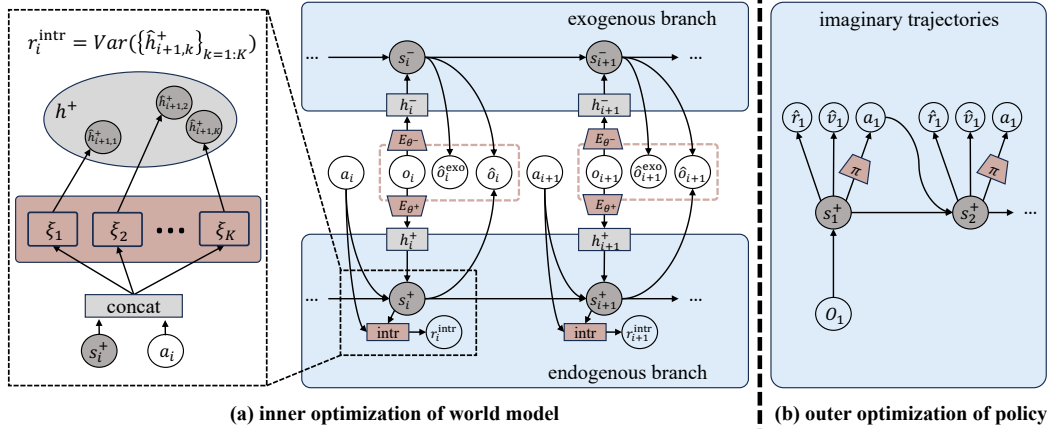 r_i^intr = Var({ĥ^+_{i+1,k}}_{k=1:K})
h^+
ĥ^+_{i+1,1}
ĥ^+_{i+1,2}
ĥ^+_{i+1,K}
ξ_1 ξ_2 ••• ξ_K
concat
s_i^+ a_i
exogenous branch
··· s_i^- s_{i+1}^- ···
h_i^- h_{i+1}^-
E_{θ^-} E_{θ^-}
a_i o_i ô_i^exo ô_i a_{i+1} o_{i+1} ô_{i+1}^exo ô_{i+1}
E_{θ^+} E_{θ^+}
h_i^+ h_{i+1}^+
··· s_i^+ s_{i+1}^+ ···
intr r_i^intr intr r_{i+1}^intr
endogenous branch
(a) inner optimization of world model
imaginary trajectories
r̂_1 v̂_1 a_1 r̂_1 v̂_1 a_1
π π
s_1^+ s_2^+ ···
O_1
(b) outer optimization of policy